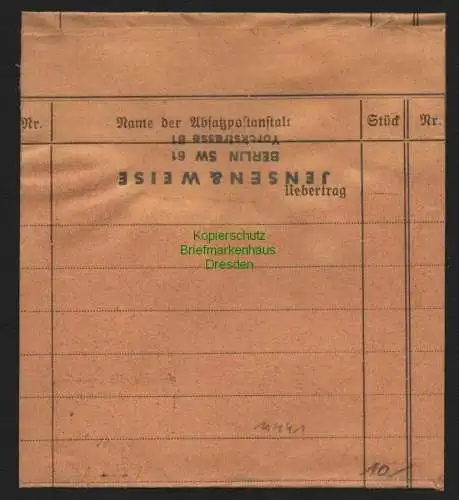 Nr. Name der Absatzpostanstalt Stück Nr.
Yorckstrasse 81
BERLIN SW 61
JENSEN & WEISE
Uebertrag
Kopierschutz
Briefmarkenhaus
Dresden
10/